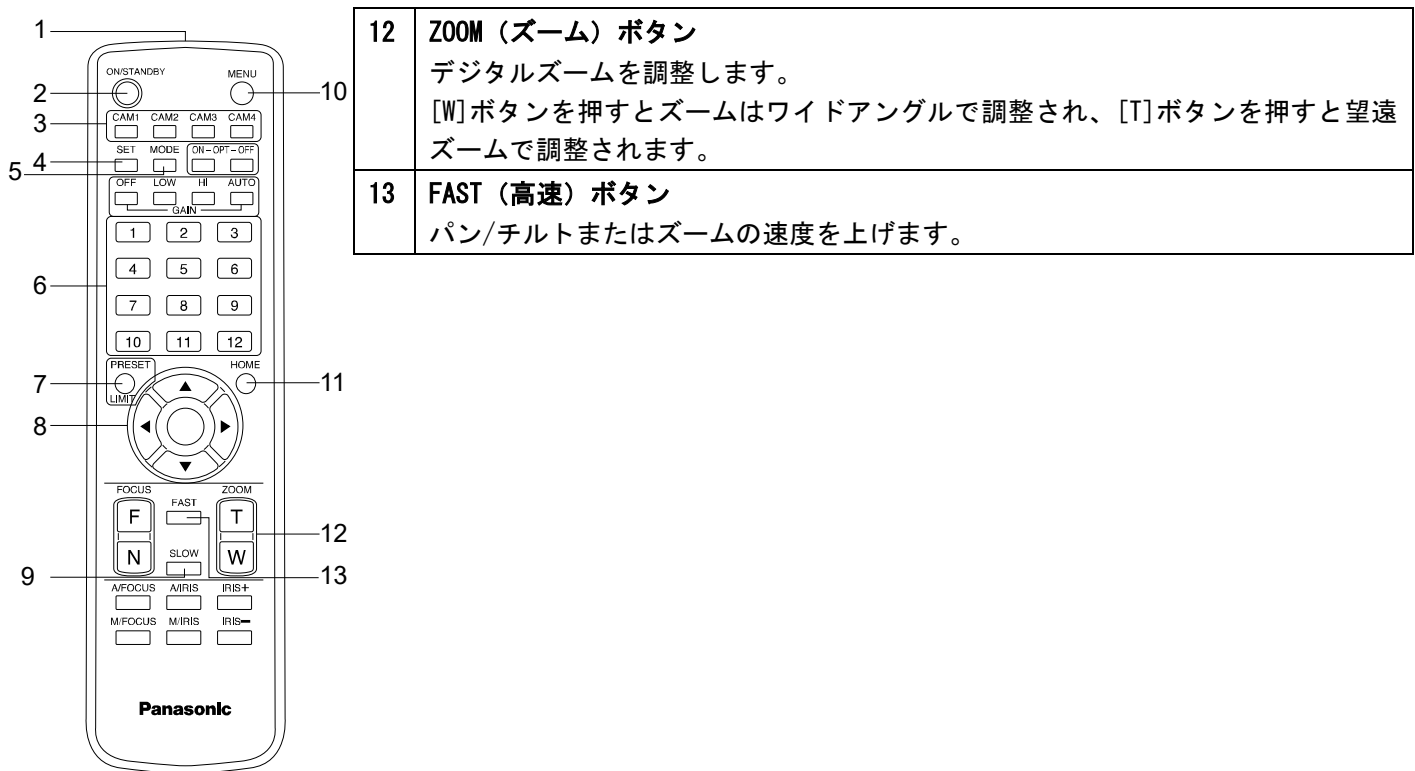 1
ON/STANDBY MENU
2 10
3 CAM1 CAM2 CAM3 CAM4
4 SET MODE ON-OPT-OFF
5
OFF LOW HI AUTO
GAIN
1 2 3
4 5 6
6
7 8 9
10 11 12
PRESET HOME
7 11
LIMIT
8
FOCUS ZOOM
FAST
F T
12
N SLOW W
9 13
A/FOCUS A/IRIS IRIS+
M/FOCUS M/IRIS IRIS-
Panasonic
12 ZOOM（ズーム）ボタン
デジタルズームを調整します。
[W]ボタンを押すとズームはワイドアングルで調整され、[T]ボタンを押すと望遠
ズームで調整されます。
13 FAST（高速）ボタン
パン/チルトまたはズームの速度を上げます。